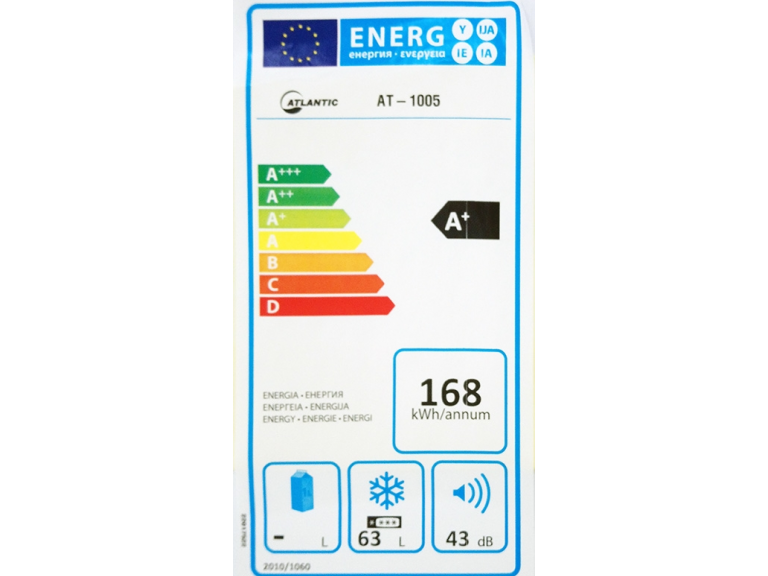 ENERG Y IJA IE IA
енергия · ενεργεια
ATLANTIC AT – 1005
A+++
A++
A+
A
B
C
D
A+
168
kWh/annum
ENERGIA · ЕНЕРГИЯ
ΕΝΕΡΓΕΙΑ · ENERGIJA
ENERGY · ENERGIE · ENERGI
- L
63 L
43 dB
2010/1060